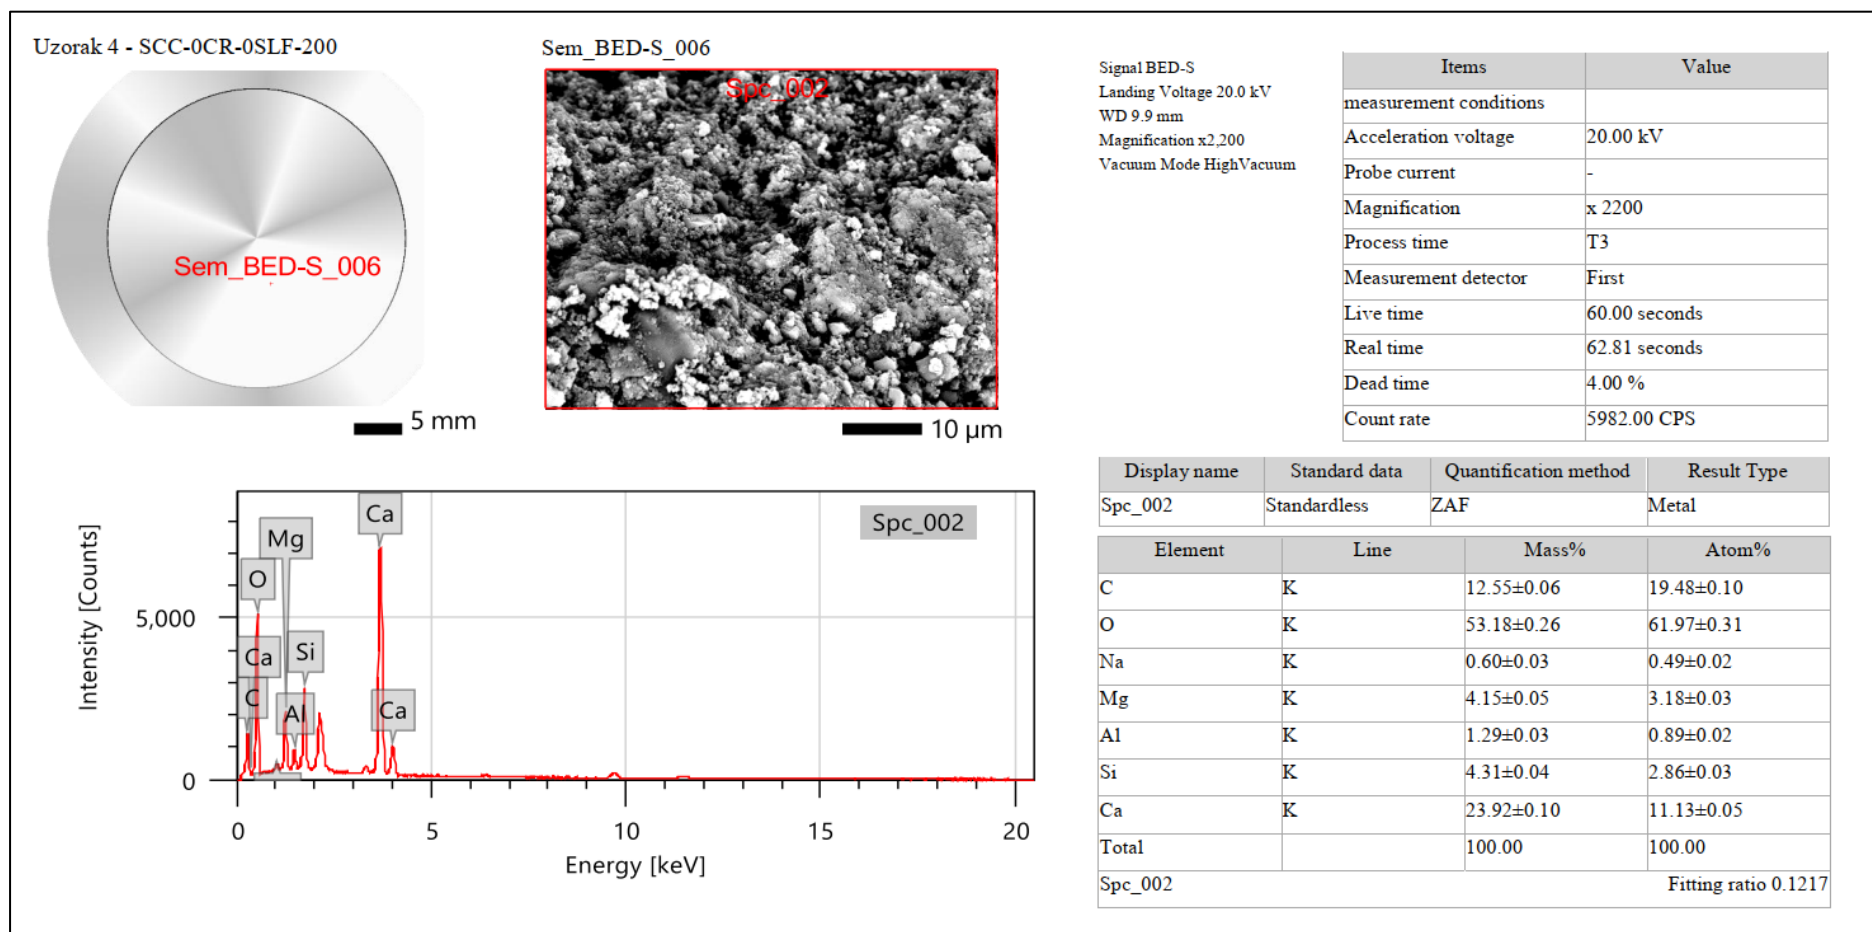 Uzorak 4 - SCC-0CR-0SLF-200
Sem_BED-S_006
Sem_BED-S_006
5 mm
Spc_002
10 µm
Signal BED-S
Landing Voltage 20.0 kV
WD 9.9 mm
Magnification x2,200
Vacuum Mode HighVacuum
Items Value
measurement conditions
Acceleration voltage 20.00 kV
Probe current -
Magnification x 2200
Process time T3
Measurement detector First
Live time 60.00 seconds
Real time 62.81 seconds
Dead time 4.00 %
Count rate 5982.00 CPS
Intensity [Counts]
5,000
0
Ca
Mg
O
Ca
Si
C
Al
Ca
Spc_002
0 5 10 15 20
Energy [keV]
Display name Standard data Quantification method Result Type
Spc_002 Standardless ZAF Metal
Element Line Mass% Atom%
C K 12.55±0.06 19.48±0.10
O K 53.18±0.26 61.97±0.31
Na K 0.60±0.03 0.49±0.02
Mg K 4.15±0.05 3.18±0.03
Al K 1.29±0.03 0.89±0.02
Si K 4.31±0.04 2.86±0.03
Ca K 23.92±0.10 11.13±0.05
Total 100.00 100.00
Spc_002 Fitting ratio 0.1217